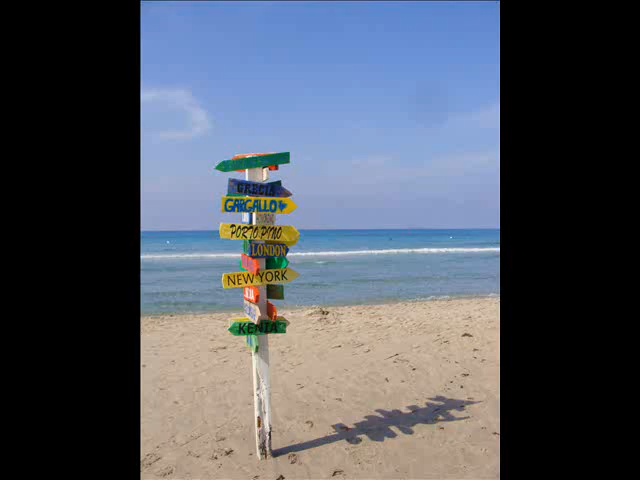 GRECIA
GARGALLO
PORTO PINO
LONDON
NEW YORK
KENIA